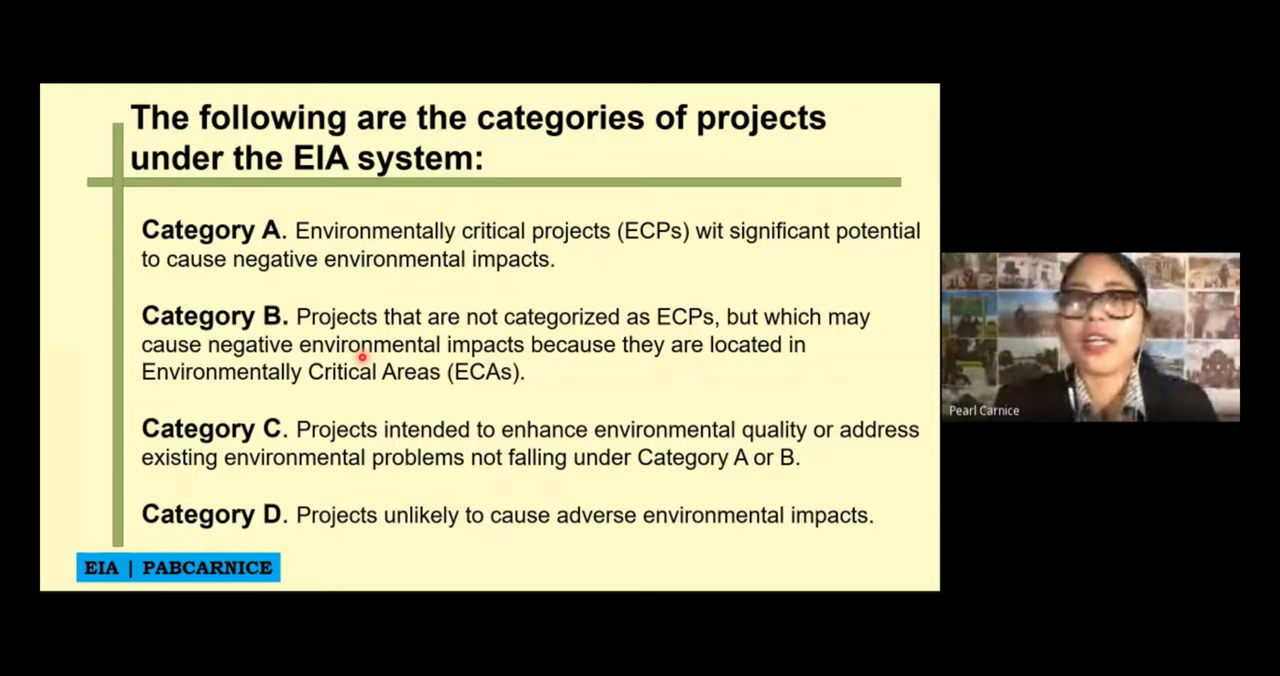 The following are the categories of projects
under the EIA system:
Category A. Environmentally critical projects (ECPs) wit significant potential
to cause negative environmental impacts.
Category B. Projects that are not categorized as ECPs, but which may
cause negative environmental impacts because they are located in
Environmentally Critical Areas (ECAs).
Category C. Projects intended to enhance environmental quality or address
existing environmental problems not falling under Category A or B.
Category D. Projects unlikely to cause adverse environmental impacts.
EIA | PABCARNICE
Pearl Carnice